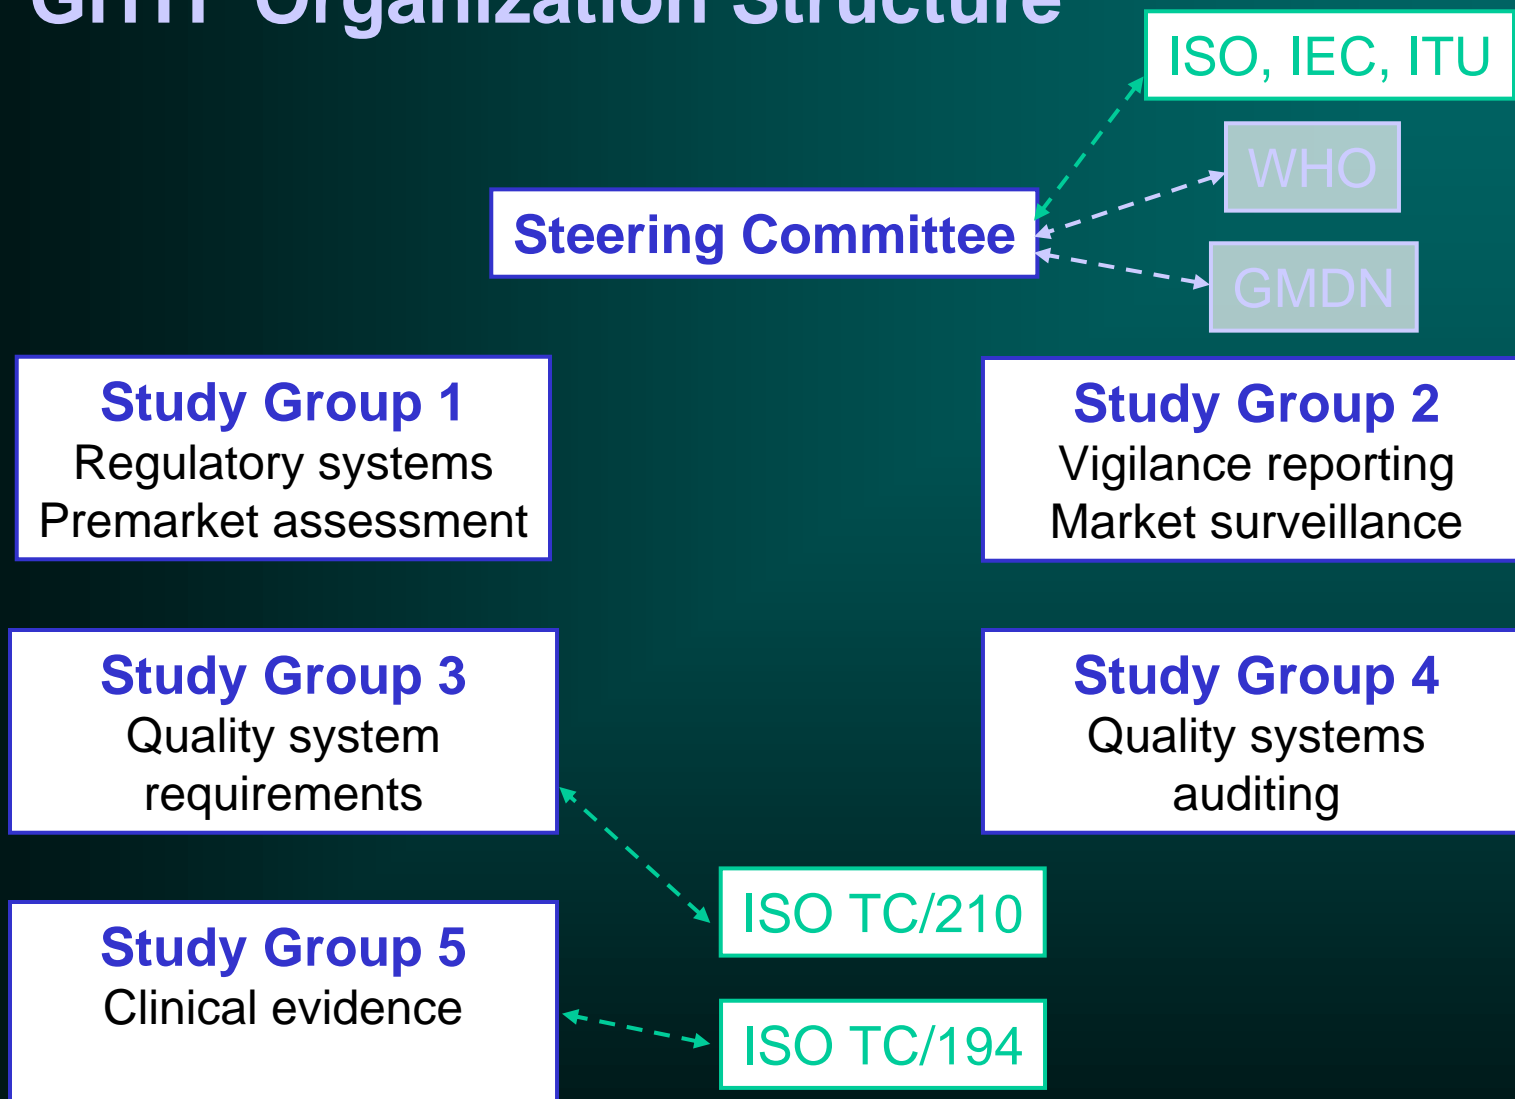 Organization Structure
ISO, IEC, ITU
WHO
Steering Committee
GMDN
Study Group 1
Regulatory systems
Premarket assessment
Study Group 2
Vigilance reporting
Market surveillance
Study Group 3
Quality system
requirements
Study Group 4
Quality systems
auditing
ISO TC/210
Study Group 5
Clinical evidence
ISO TC/194